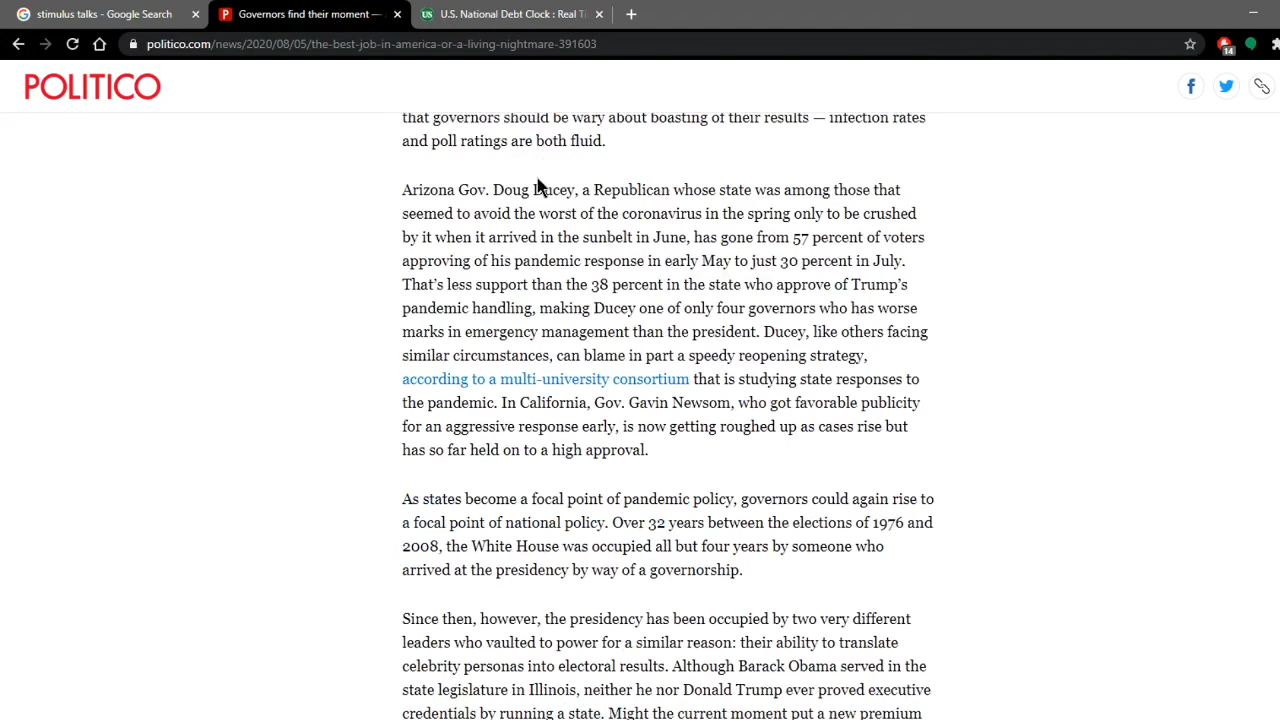 stimulus talks - Google Search
Governors find their moment —
U.S. National Debt Clock : Real T
politico.com/news/2020/08/05/the-best-job-in-america-or-a-living-nightmare-391603
14
POLITICO
that governors should be wary about boasting of their results — infection rates
and poll ratings are both fluid.
Arizona Gov. Doug Ducey, a Republican whose state was among those that
seemed to avoid the worst of the coronavirus in the spring only to be crushed
by it when it arrived in the sunbelt in June, has gone from 57 percent of voters
approving of his pandemic response in early May to just 30 percent in July.
That’s less support than the 38 percent in the state who approve of Trump’s
pandemic handling, making Ducey one of only four governors who has worse
marks in emergency management than the president. Ducey, like others facing
similar circumstances, can blame in part a speedy reopening strategy,
according to a multi-university consortium that is studying state responses to
the pandemic. In California, Gov. Gavin Newsom, who got favorable publicity
for an aggressive response early, is now getting roughed up as cases rise but
has so far held on to a high approval.
As states become a focal point of pandemic policy, governors could again rise to
a focal point of national policy. Over 32 years between the elections of 1976 and
2008, the White House was occupied all but four years by someone who
arrived at the presidency by way of a governorship.
Since then, however, the presidency has been occupied by two very different
leaders who vaulted to power for a similar reason: their ability to translate
celebrity personas into electoral results. Although Barack Obama served in the
state legislature in Illinois, neither he nor Donald Trump ever proved executive
credentials by running a state. Might the current moment put a new premium